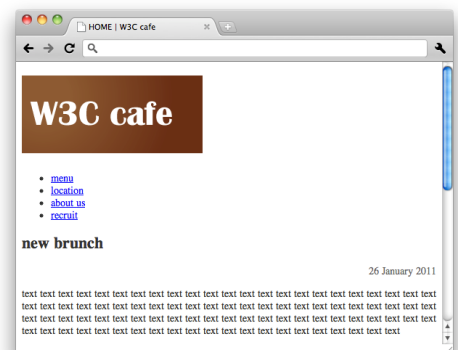 HOME | W3C cafe
W3C cafe
menu
location
about us
recruit
new brunch
26 January 2011
text text text text text text text text text text text text text text text text text text text text text text text
text text text text text text text text text text text text text text text text text text text text text text text
text text text text text text text text text text text text text text text text text text text text text text text
text text text text text text text text text text text text text text text text text text text text text